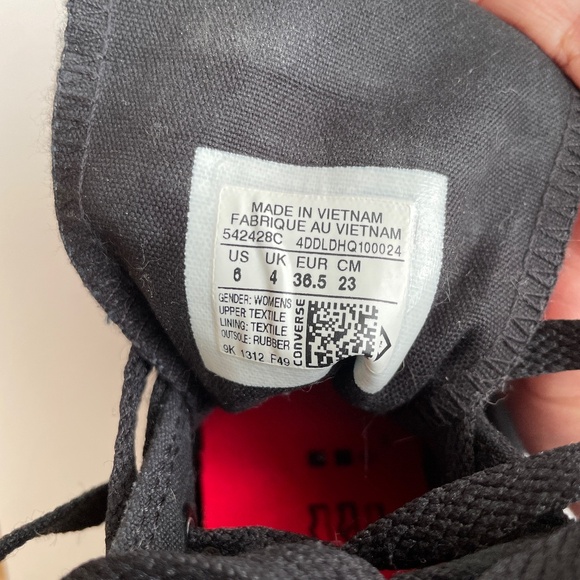 MADE IN VIETNAM
FABRIQUE AU VIETNAM
542428C 4DDLDHQ100024
US UK EUR CM
6 4 36.5 23
GENDER: WOMENS
UPPER: TEXTILE
LINING: TEXTILE
OUTSOLE: RUBBER
9K 1312 F49
CONVERSE